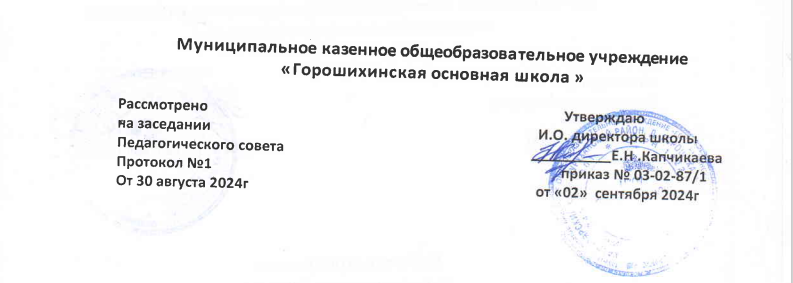 Муниципальное казенное общеобразовательное учреждение
«Горошихинская основная школа »
Рассмотрено
на заседании
Педагогического совета
Протокол №1
От 30 августа 2024г
Утверждаю
И.О. директора школы
Е.Н .Капчикаева
приказ № 03-02-87/1
от «02» сентября 2024г